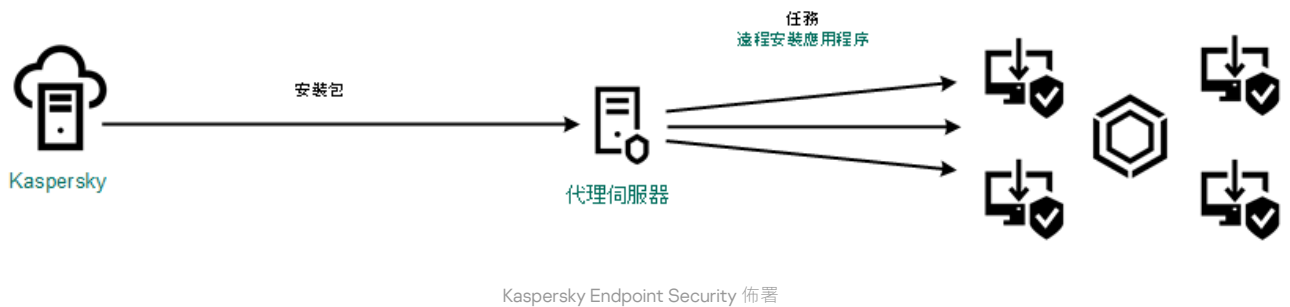 任務
遠程安裝應用程序
安裝包
Kaspersky
代理伺服器
Kaspersky Endpoint Security 佈署